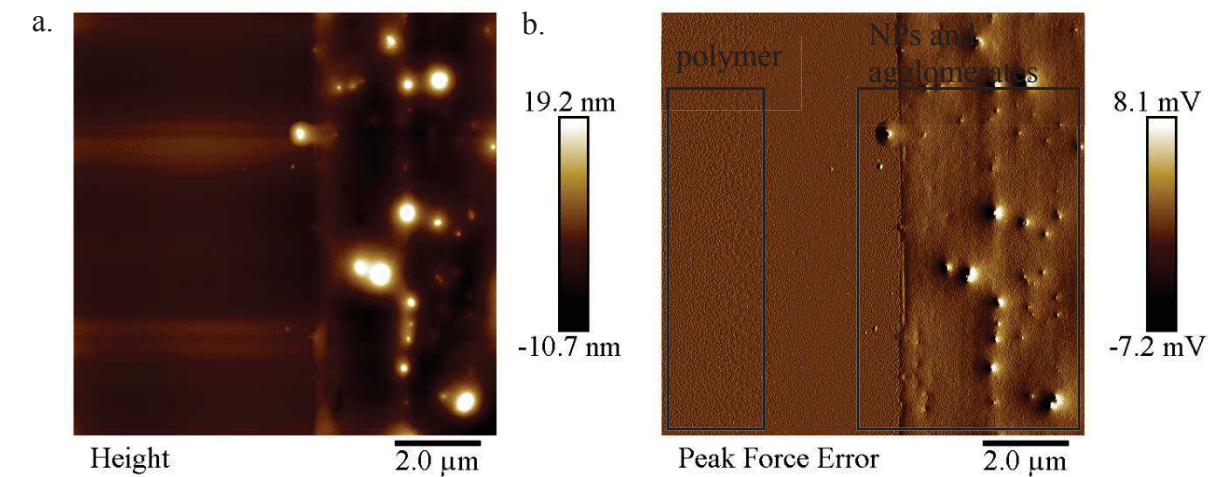 a.
19.2 nm
-10.7 nm
Height
2.0 µm
b.
polymer
NPs and
agglomerates
8.1 mV
-7.2 mV
Peak Force Error
2.0 µm